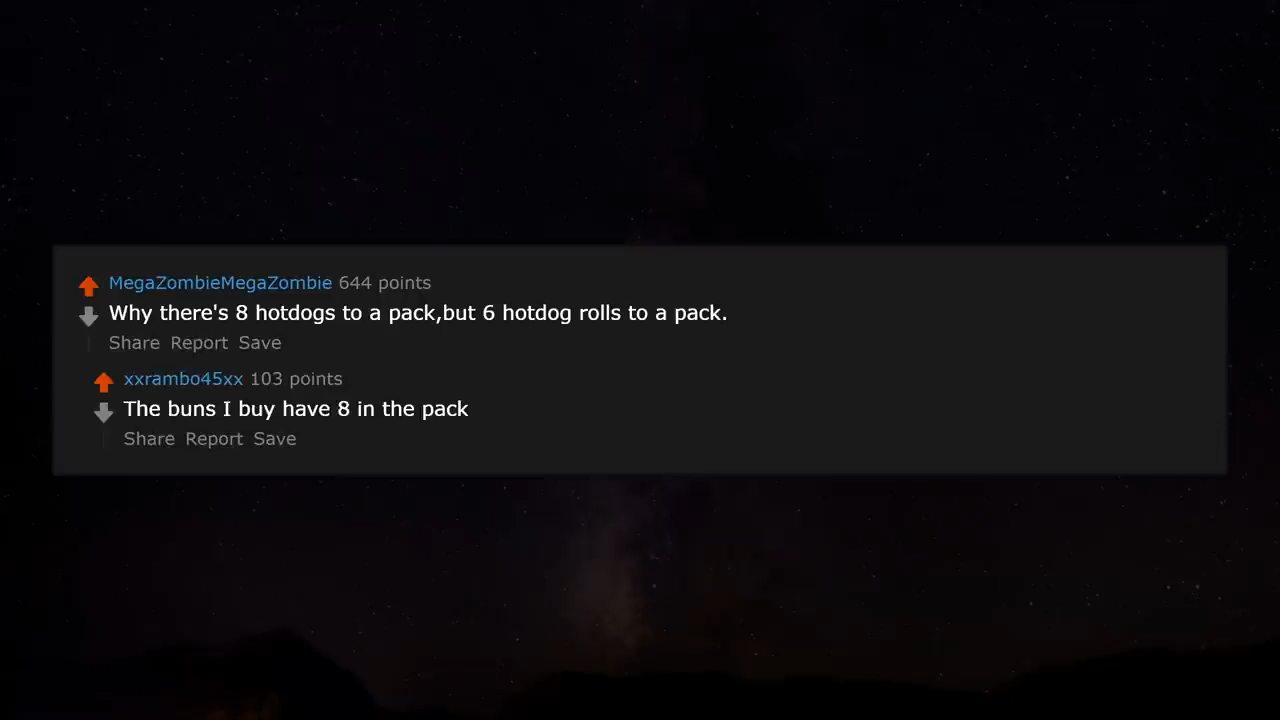 MegaZombieMegaZombie 644 points
Why there's 8 hotdogs to a pack,but 6 hotdog rolls to a pack.
Share Report Save
xxrambo45xx 103 points
The buns I buy have 8 in the pack
Share Report Save